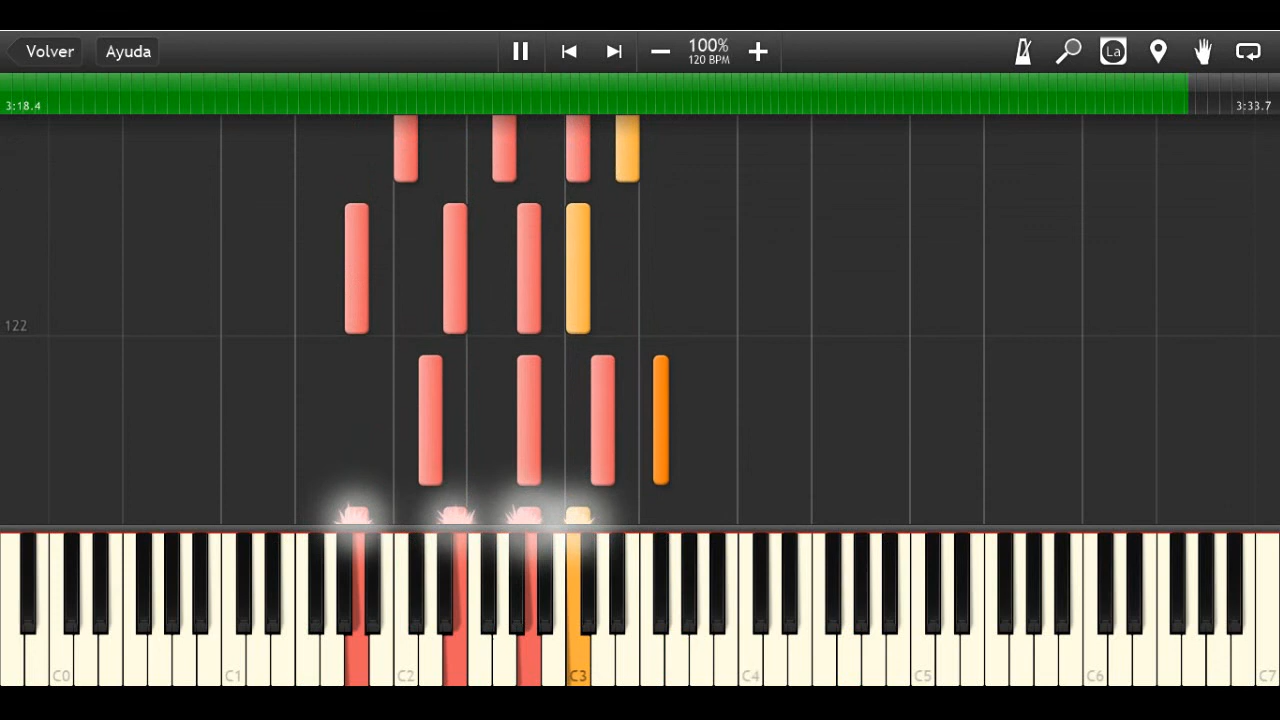 Volver
Ayuda
100%
120 BPM
La
3:18.4
3:33.7
122
C0
C1
C2
C3
C4
C5
C6
C7